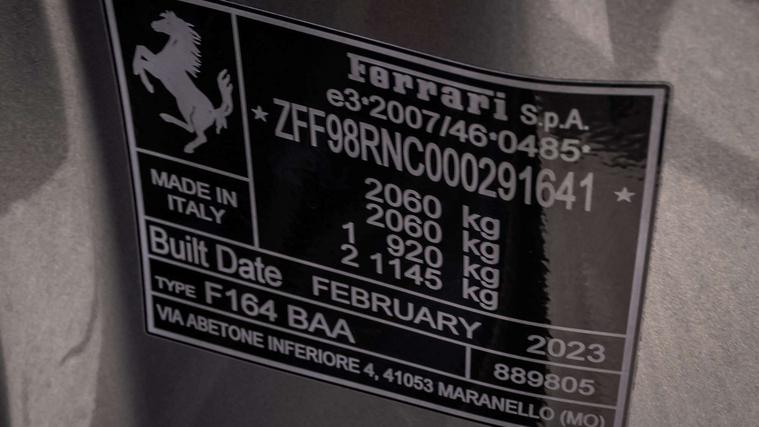 Ferrari S.p.A.
e3*2007/46*0485*
★ ZFF98RNC000291641 ★
2060 kg
2060 kg
1 920 kg
2 1145 kg
MADE IN
ITALY
Built Date FEBRUARY 2023
TYPE F164 BAA 889805
VIA ABETONE INFERIORE 4, 41053 MARANELLO (MO)